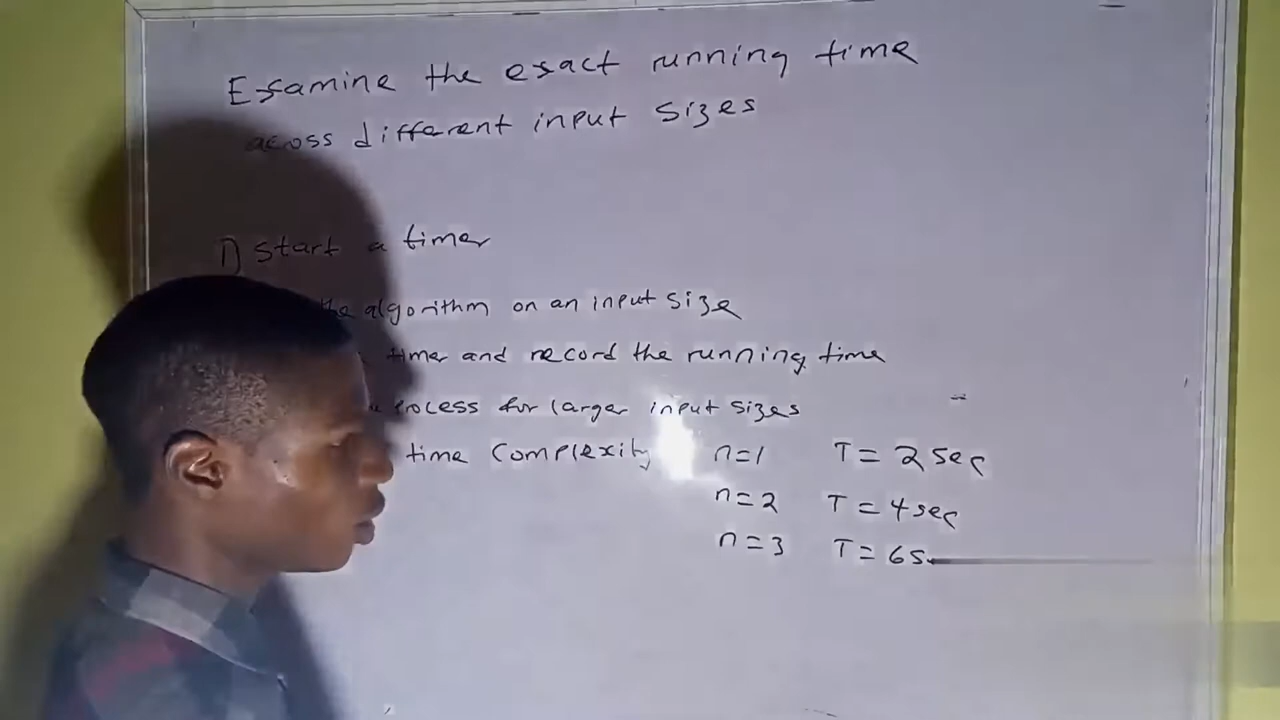 Examine the exact running time
across different input sizes
1) start a timer
the algorithm on an input size
timer and record the running time
process for larger input sizes
time complexity
n=1 T= 2sec
n=2 T=4sec
n=3 T=6s